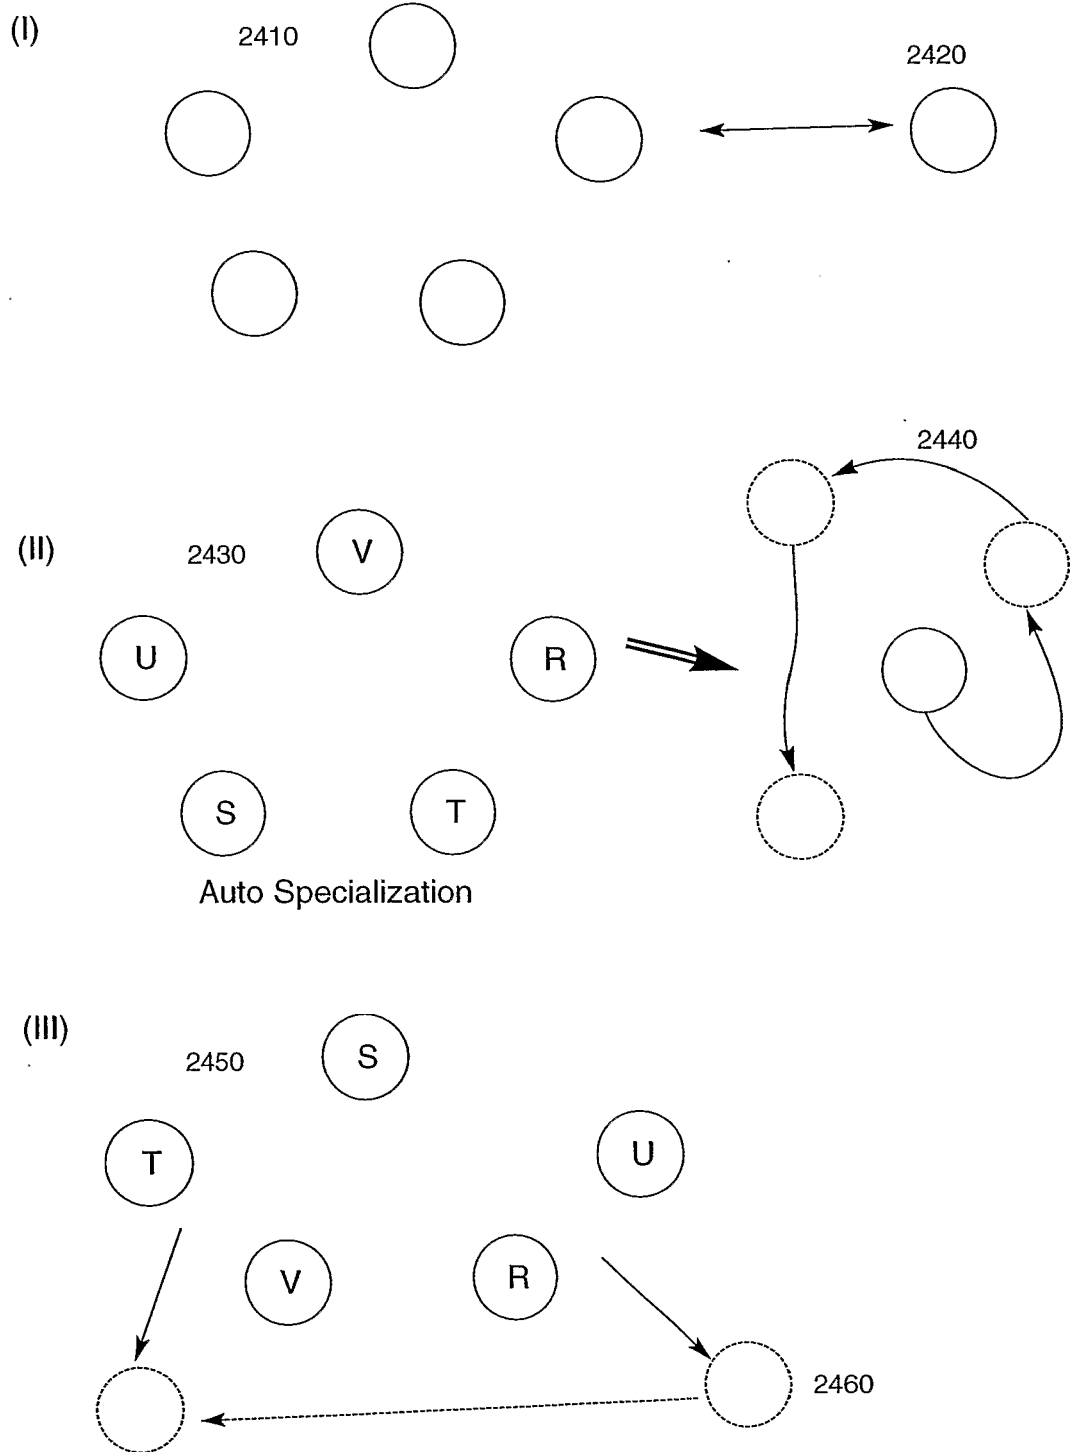 (I)
2410
2420
2440
(II)
2430
V
U
R
S
T
Auto Specialization
(III)
2450
S
T
U
V
R
2460